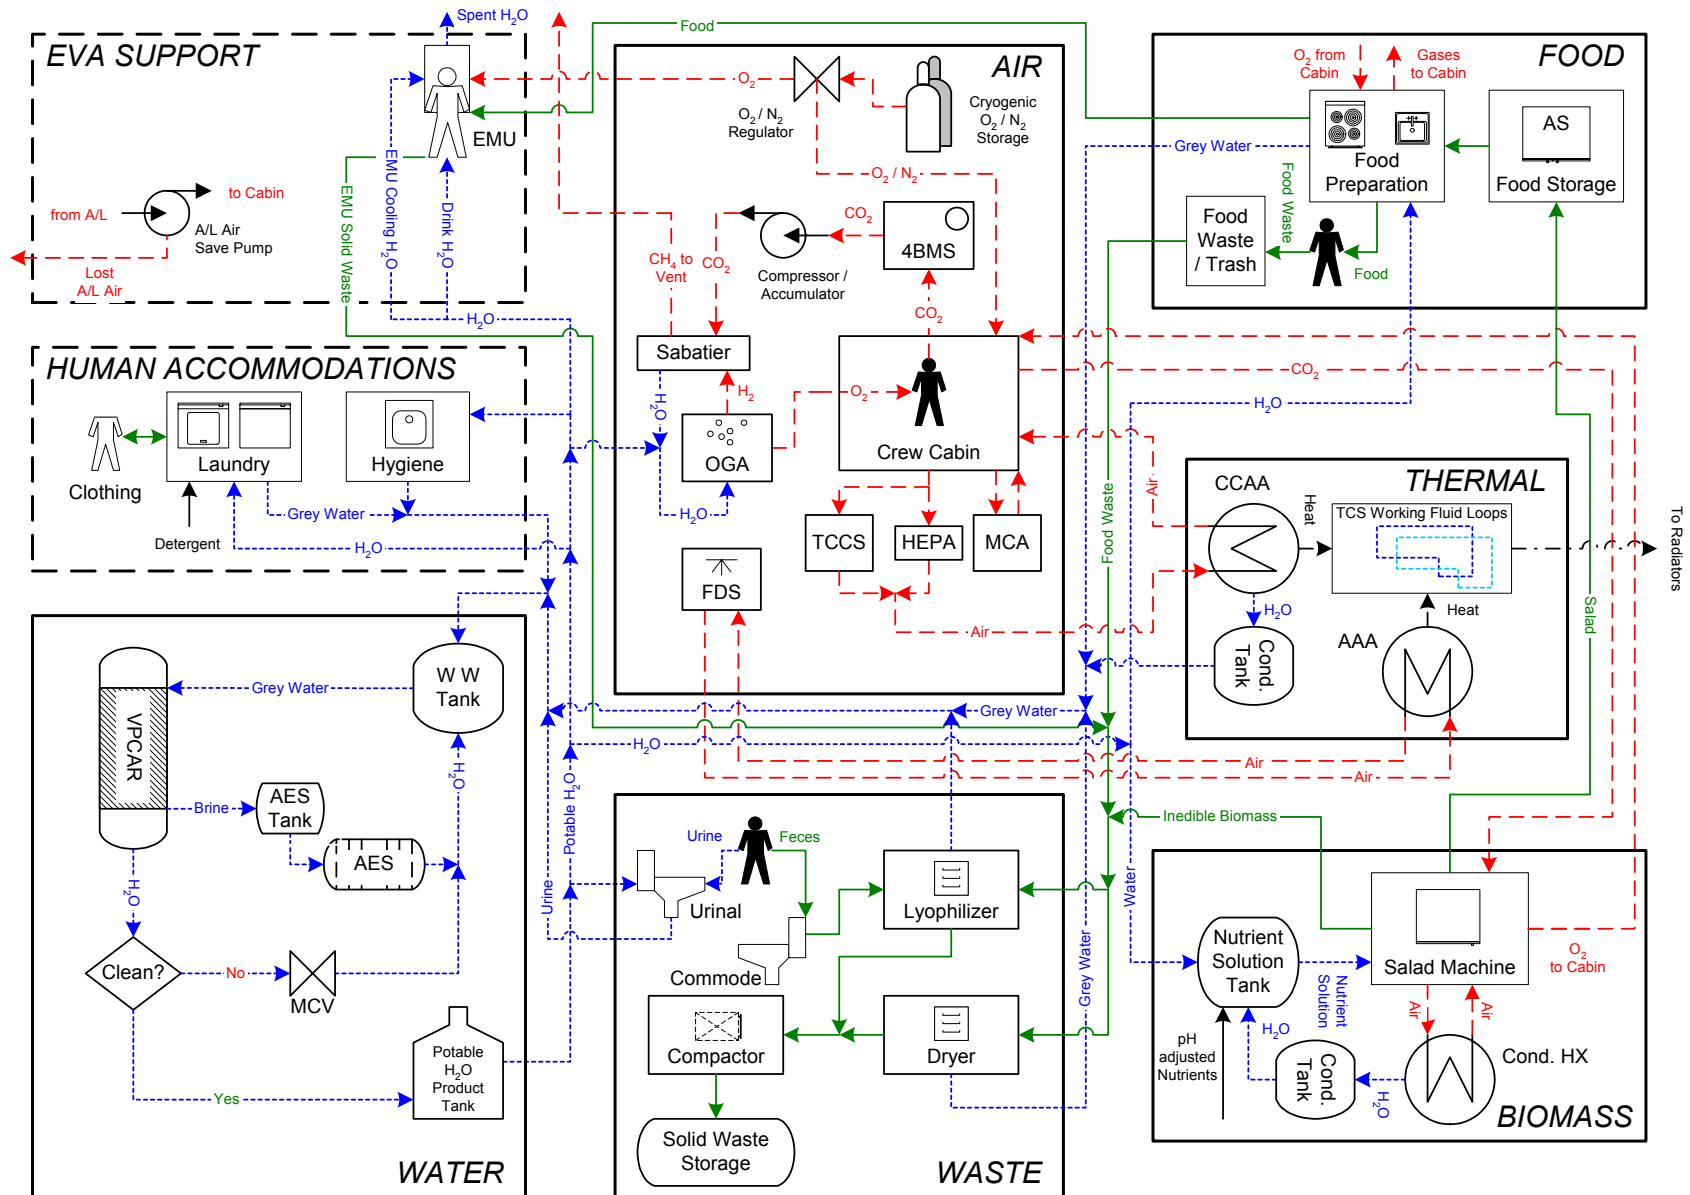 Spent H2O
EVA SUPPORT
EMU
EMU Cooling H2O
Drink H2O
EMU Solid Waste
from A/L
to Cabin
A/L Air
Save Pump
Lost
A/L Air
H2O
Food
AIR
O2
O2 / N2
Regulator
Cryogenic
O2 / N2
Storage
O2 / N2
CH4 to
Vent
CO2
CO2
4BMS
Compressor /
Accumulator
CO2
Sabatier
H2
H2O
OGA
H2O
O2
Crew Cabin
TCCS
HEPA
MCA
FDS
Air
FOOD
O2 from
Cabin
Gases
to Cabin
Grey Water
Food
Preparation
AS
Food Storage
Food Waste
Food
Waste
/ Trash
Food
CO2
H2O
HUMAN ACCOMMODATIONS
Clothing
Laundry
Hygiene
Grey Water
Detergent
H2O
Food Waste
Air
THERMAL
CCAA
Heat
TCS Working Fluid Loops
To Radiators
H2O
Cond.
Tank
AAA
Heat
Salad
WATER
W W
Tank
Grey Water
VPCAR
Brine
AES
Tank
AES
H2O
H2O
Clean?
No
MCV
Yes
Potable
H2O
Product
Tank
Urine
Potable H2O
Grey Water
H2O
Air
Air
WASTE
Urine
Feces
Urinal
Commode
Lyophilizer
Compactor
Dryer
Solid Waste
Storage
Grey Water
Water
Inedible Biomass
BIOMASS
Nutrient
Solution
Tank
Nutrient
Solution
Salad Machine
O2
to Cabin
Air
Air
H2O
pH
adjusted
Nutrients
Cond.
Tank
H2O
Cond. HX